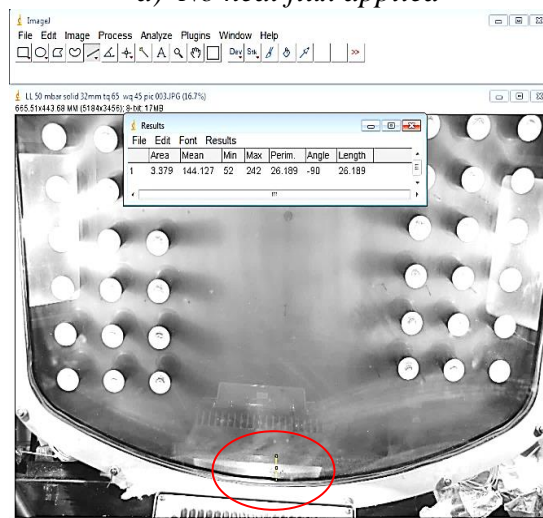 a) No heat flux applied
ImageJ
File Edit Image Process Analyze Plugins Window Help
Dev Stk >>
LL 50 mbar solid 32mm tq 65 wq 45 pic 003.JPG (16.7%)
665.51x443.68 MM (5184x3456); 8-bit; 17MB
Results
File Edit Font Results
Area Mean Min Max Perim. Angle Length
1 3.379 144.127 52 242 26.189 -90 26.189